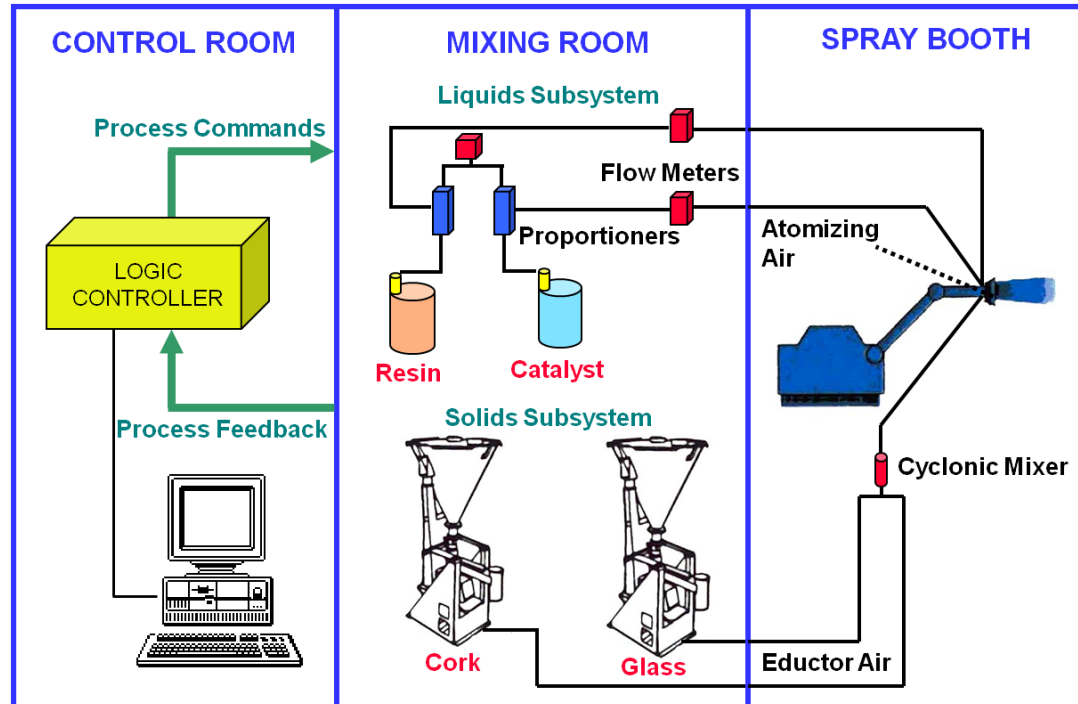 CONTROL ROOM
Process Commands
LOGIC
CONTROLLER
Process Feedback
MIXING ROOM
Liquids Subsystem
Flow Meters
Proportioners
Resin
Catalyst
Solids Subsystem
Cork
Glass
SPRAY BOOTH
Atomizing
Air
Cyclonic Mixer
Eductor Air